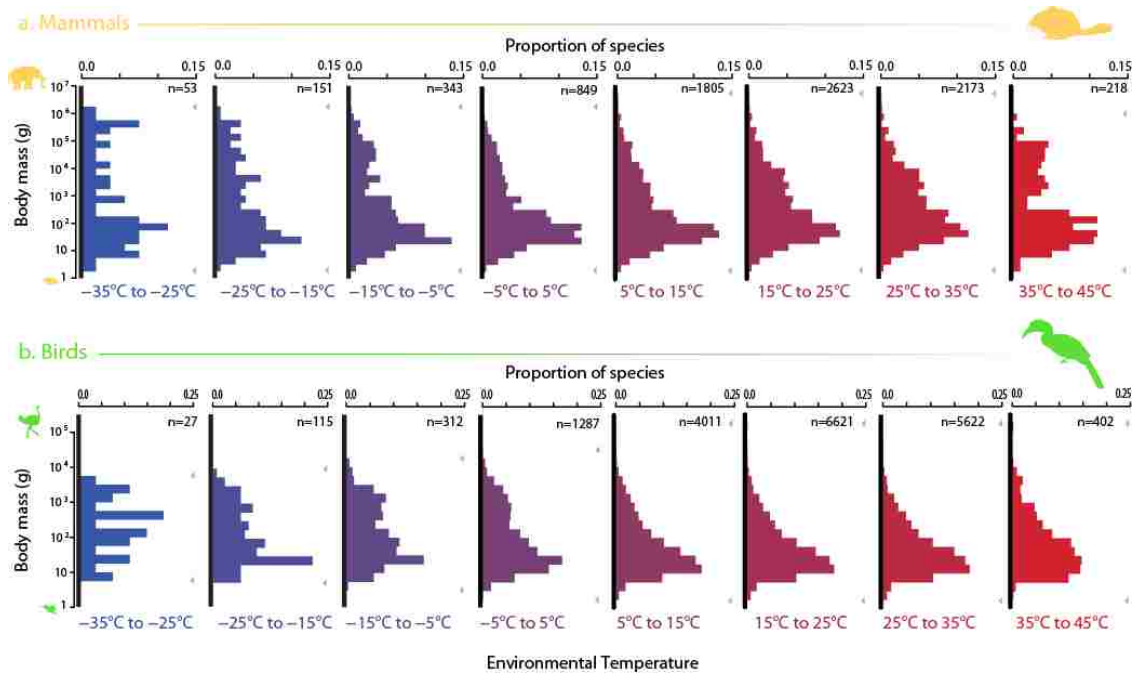 a. Mammals
Proportion of species
0.0 0.15 0.0 0.15 0.0 0.15 0.0 0.15 0.0 0.15 0.0 0.15 0.0 0.15 0.0 0.15
n=53 n=151 n=343 n=849 n=1805 n=2623 n=2173 n=218
Body mass (g)
10⁷
10⁶
10⁵
10⁴
10³
10²
10
1
−35°C to −25°C −25°C to −15°C −15°C to −5°C −5°C to 5°C 5°C to 15°C 15°C to 25°C 25°C to 35°C 35°C to 45°C
b. Birds
Proportion of species
0.0 0.25 0.0 0.25 0.0 0.25 0.0 0.25 0.0 0.25 0.0 0.25 0.0 0.25 0.0 0.25
n=27 n=115 n=312 n=1287 n=4011 n=6621 n=5622 n=402
Body mass (g)
10⁵
10⁴
10³
10²
10
1
−35°C to −25°C −25°C to −15°C −15°C to −5°C −5°C to 5°C 5°C to 15°C 15°C to 25°C 25°C to 35°C 35°C to 45°C
Environmental Temperature